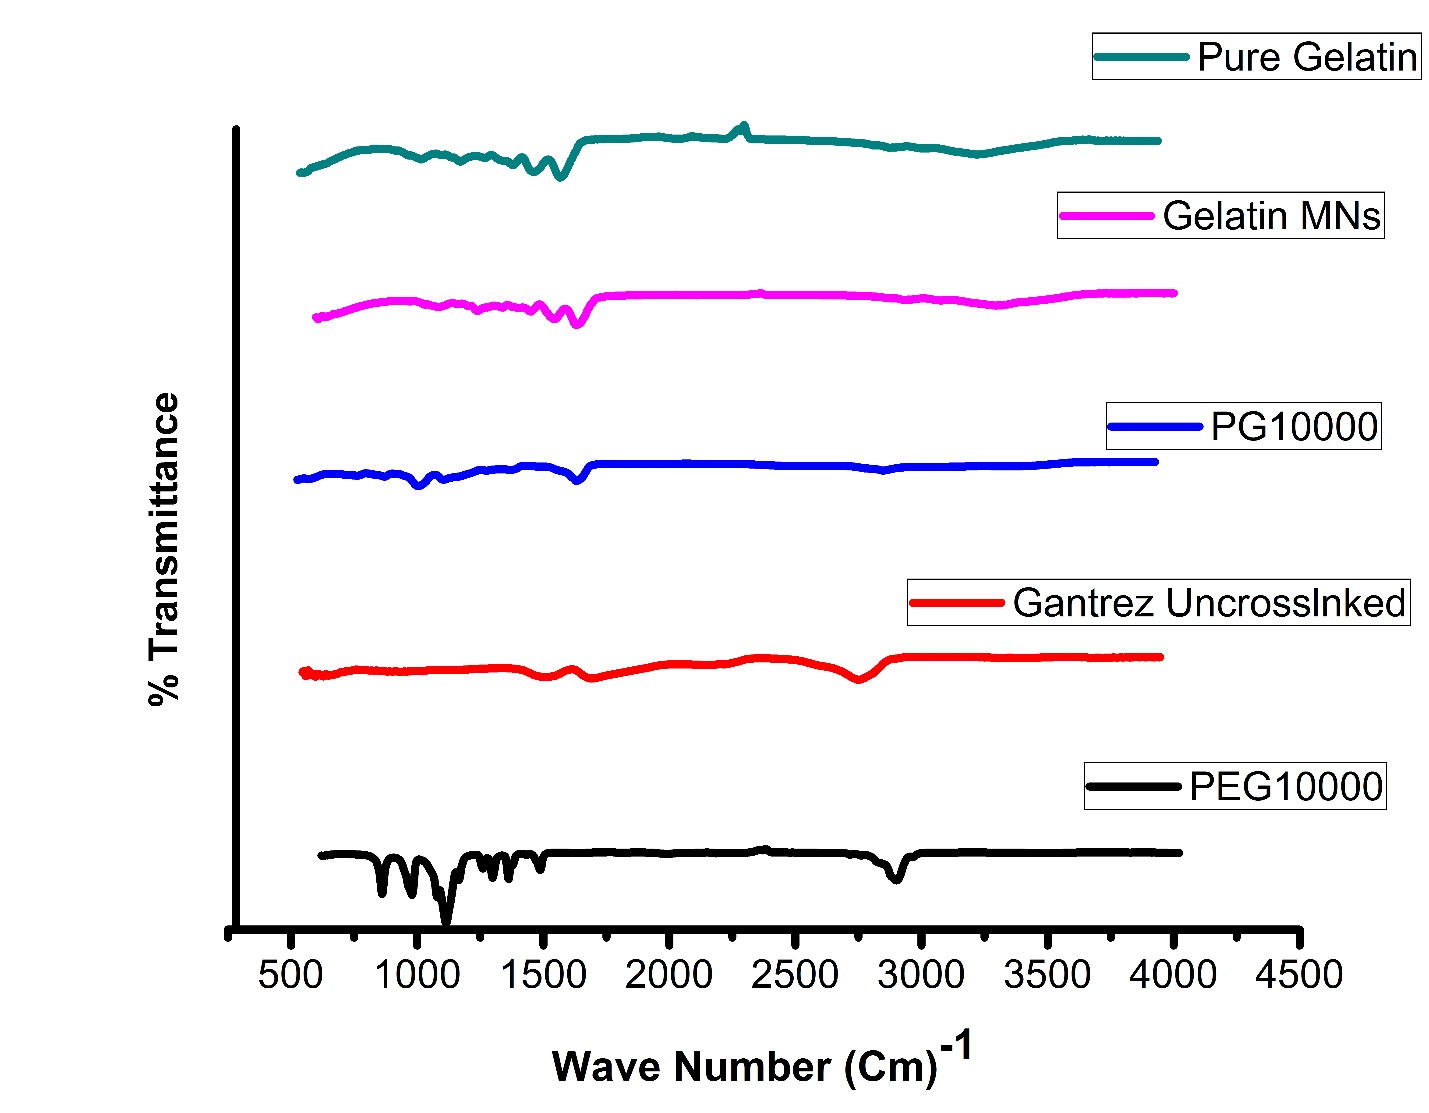 Pure Gelatin
Gelatin MNs
PG10000
Gantrez UncrossInked
PEG10000
% Transmittance
500 1000 1500 2000 2500 3000 3500 4000 4500
Wave Number (Cm)-1